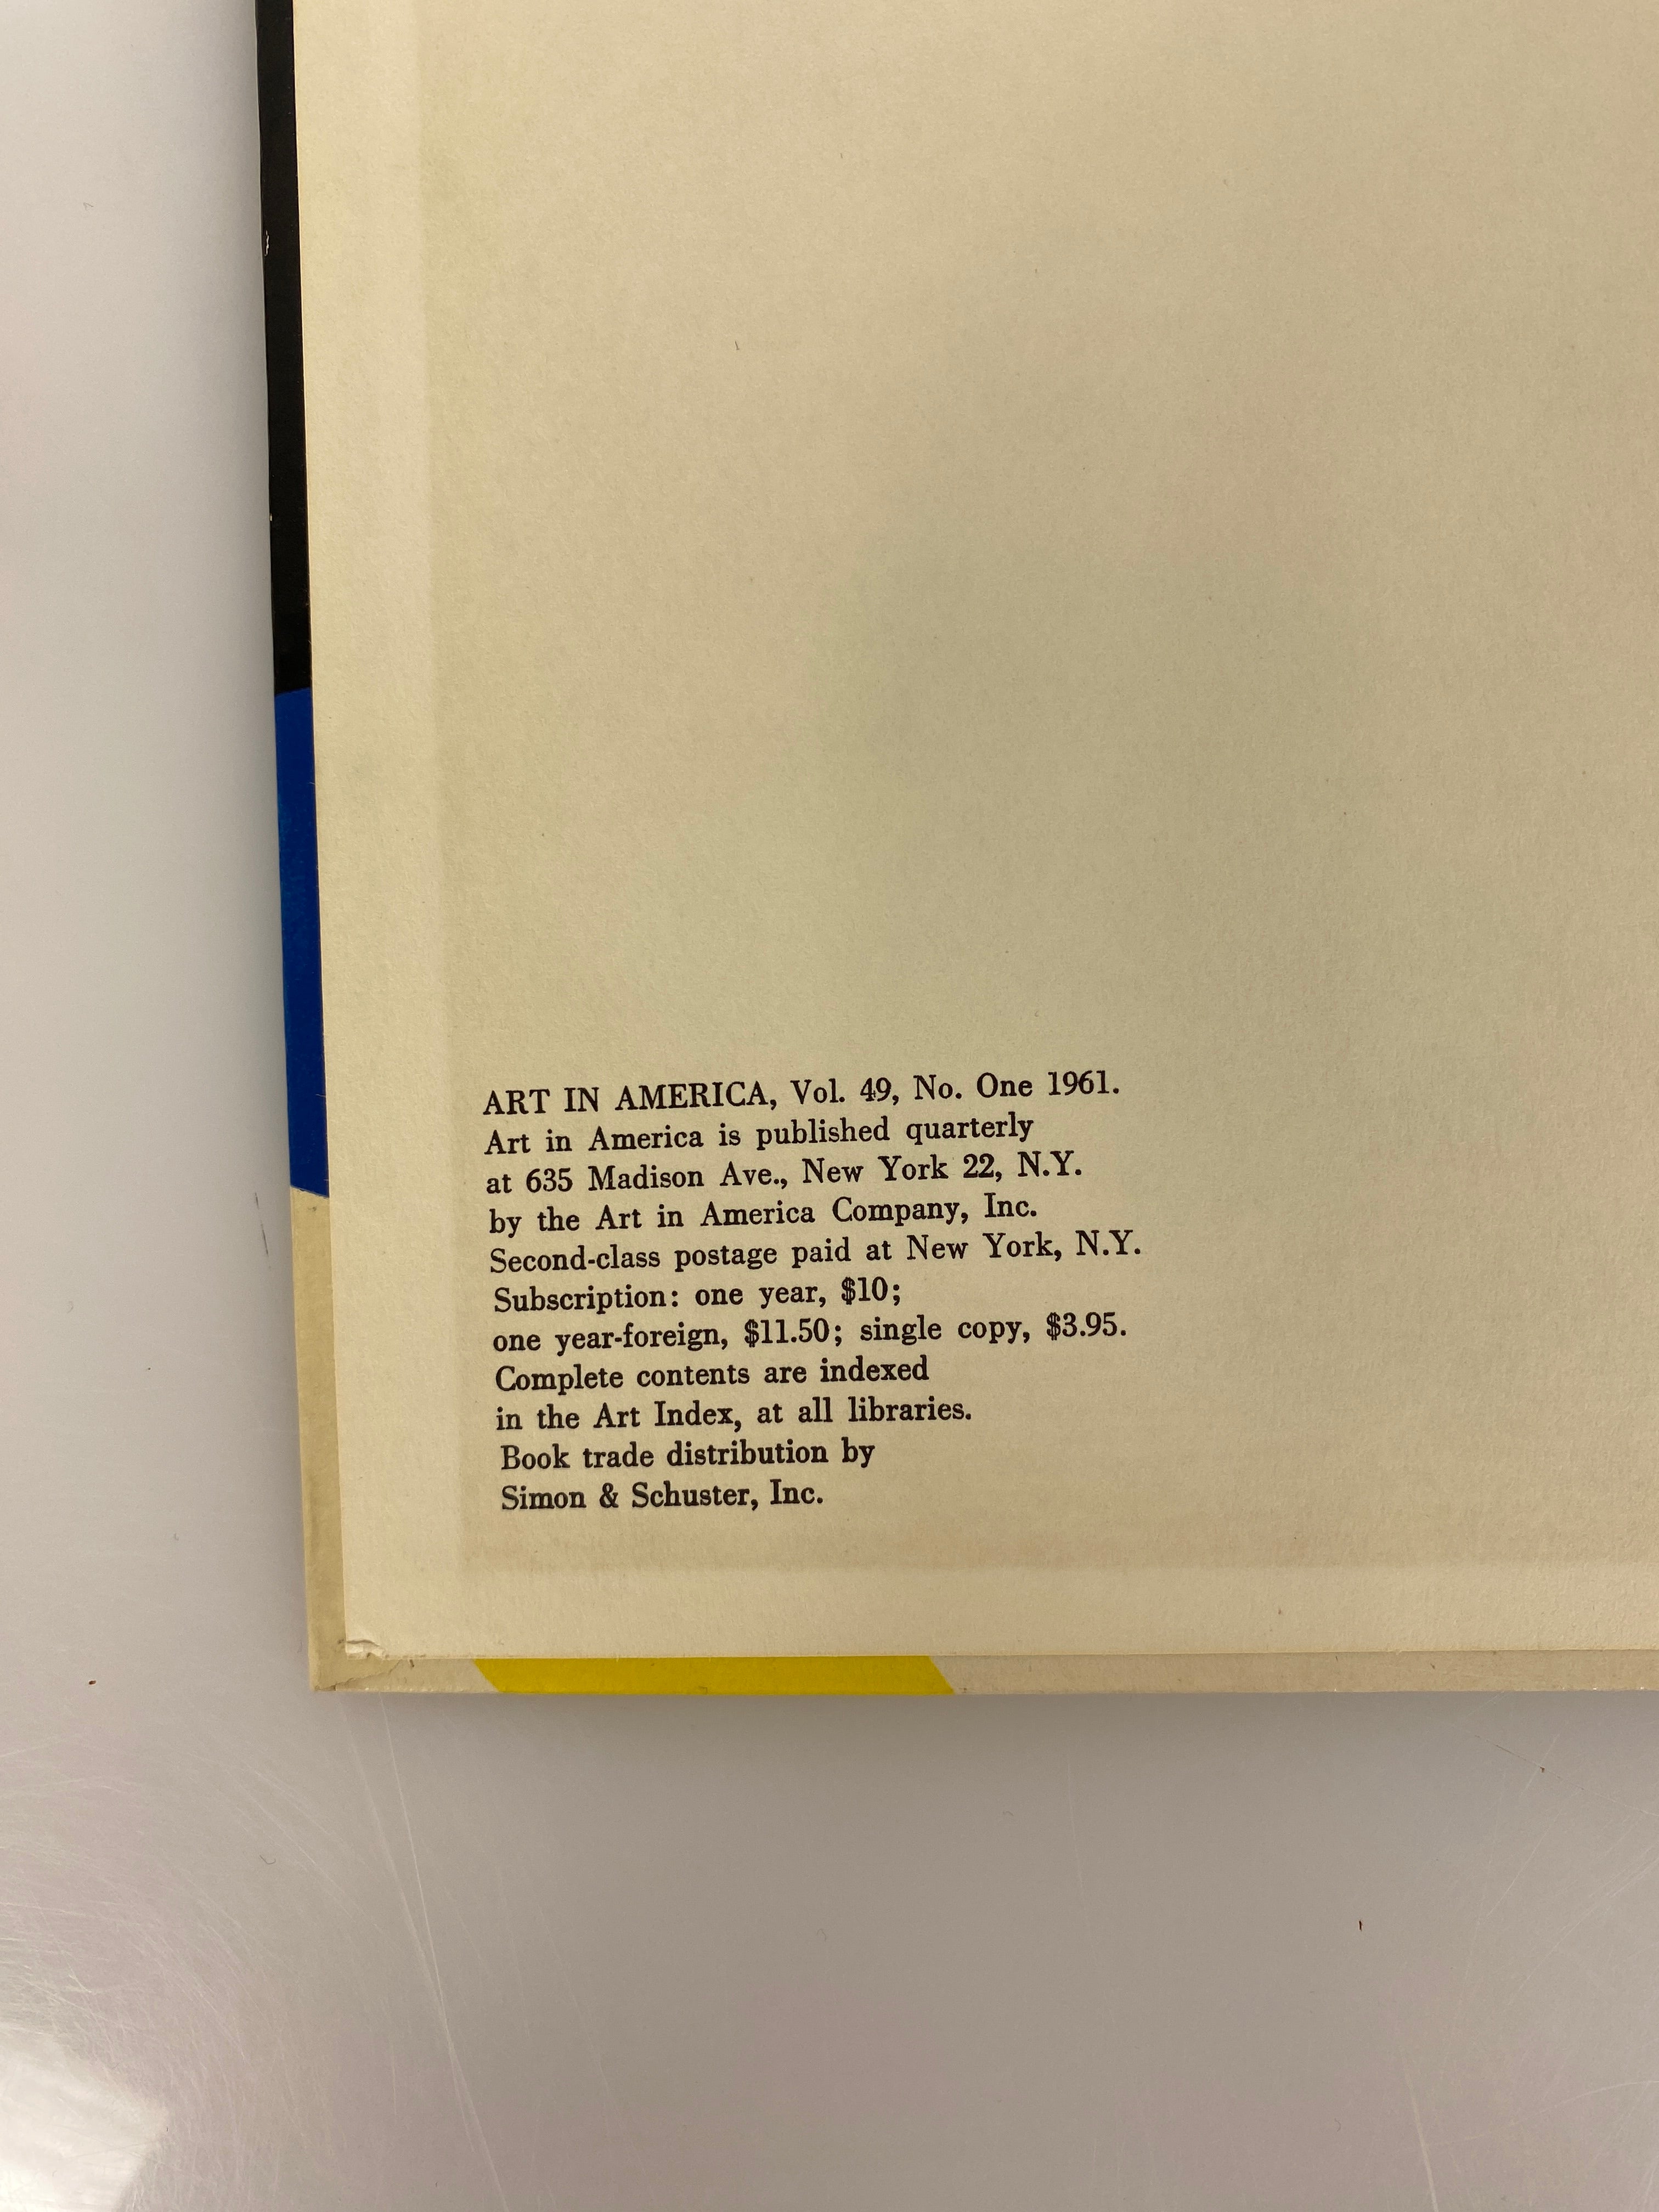 ART IN AMERICA, Vol. 49, No. One 1961.
Art in America is published quarterly
at 635 Madison Ave., New York 22, N.Y.
by the Art in America Company, Inc.
Second-class postage paid at New York, N.Y.
Subscription: one year, $10;
one year-foreign, $11.50; single copy, $3.95.
Complete contents are indexed
in the Art Index, at all libraries.
Book trade distribution by
Simon & Schuster, Inc.